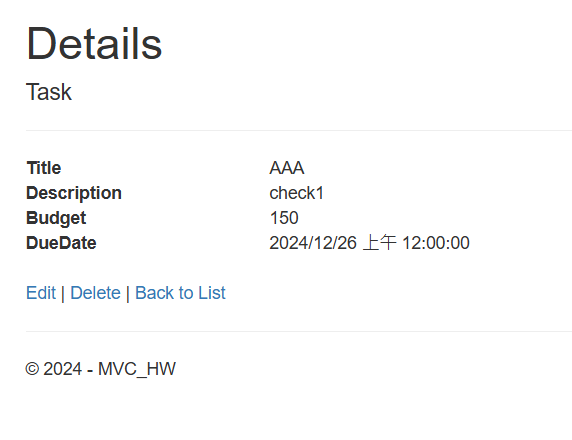 Details
Task
Title AAA
Description check1
Budget 150
DueDate 2024/12/26 上午 12:00:00
Edit | Delete | Back to List
© 2024 - MVC_HW